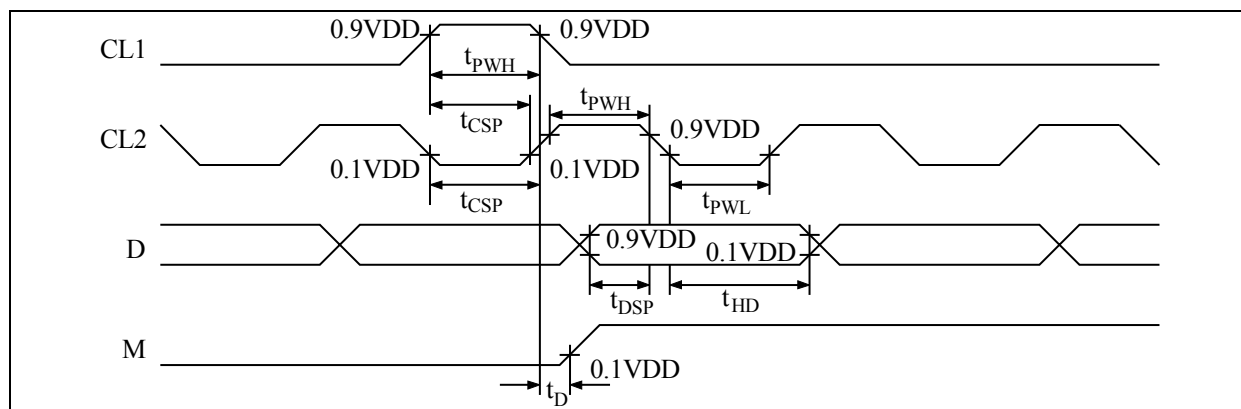 CL1
0.9VDD
0.9VDD
tPWH
tCSP
tPWH
CL2
0.9VDD
0.1VDD
0.1VDD
tCSP
tPWL
D
0.9VDD
0.1VDD
tDSP
tHD
M
0.1VDD
tD